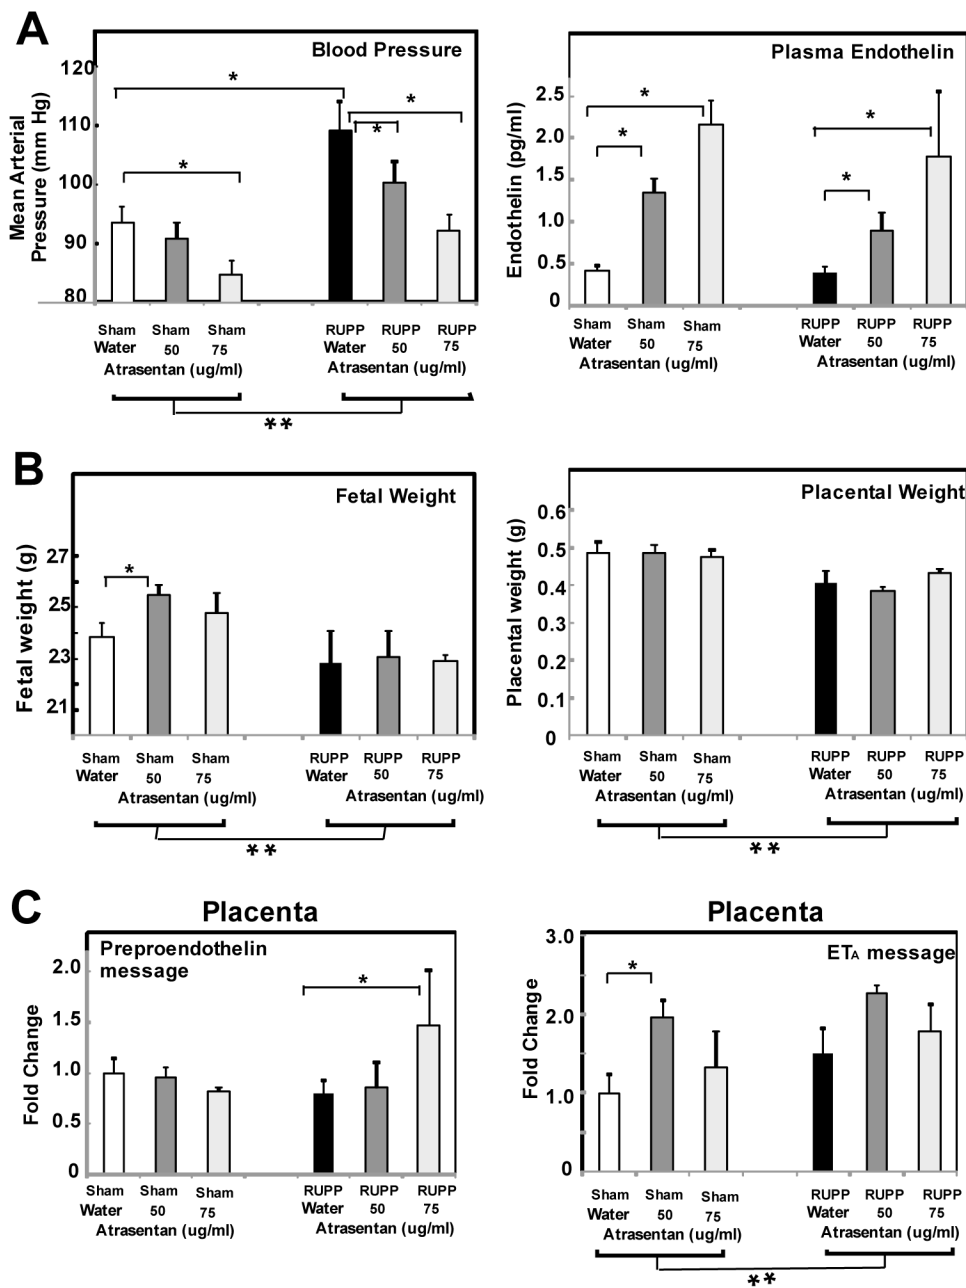 A
Blood Pressure
Mean Arterial
Pressure (mm Hg)
120
110
100
90
80
*
*
*
*
Sham Sham Sham RUPP RUPP RUPP
Water 50 75 Water 50 75
Atrasentan (ug/ml) Atrasentan (ug/ml)
**
Plasma Endothelin
Endothelin (pg/ml)
2.5
2.0
1.5
1.0
0.5
0
*
*
*
*
Sham Sham Sham RUPP RUPP RUPP
Water 50 75 Water 50 75
Atrasentan (ug/ml) Atrasentan (ug/ml)
B
Fetal Weight
Fetal weight (g)
27
25
23
21
*
Sham Sham Sham RUPP RUPP RUPP
Water 50 75 Water 50 75
Atrasentan (ug/ml) Atrasentan (ug/ml)
**
Placental Weight
Placental weight (g)
0.6
0.5
0.4
0.3
0.2
0.1
0
Sham Sham Sham RUPP RUPP RUPP
Water 50 75 Water 50 75
Atrasentan (ug/ml) Atrasentan (ug/ml)
**
C
Placenta
Preproendothelin
message
Fold Change
2.0
1.5
1.0
0.5
0
*
Sham Sham Sham RUPP RUPP RUPP
Water 50 75 Water 50 75
Atrasentan (ug/ml) Atrasentan (ug/ml)
Placenta
ETA message
Fold Change
3.0
2.0
1.0
0
*
Sham Sham Sham RUPP RUPP RUPP
Water 50 75 Water 50 75
Atrasentan (ug/ml) Atrasentan (ug/ml)
**